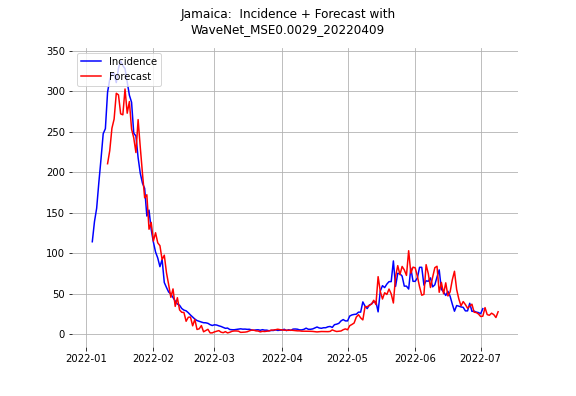 Jamaica:  Incidence + Forecast with
WaveNet_MSE0.0029_20220409
350
300
250
200
150
100
50
0
Incidence
Forecast
2022-01 2022-02 2022-03 2022-04 2022-05 2022-06 2022-07